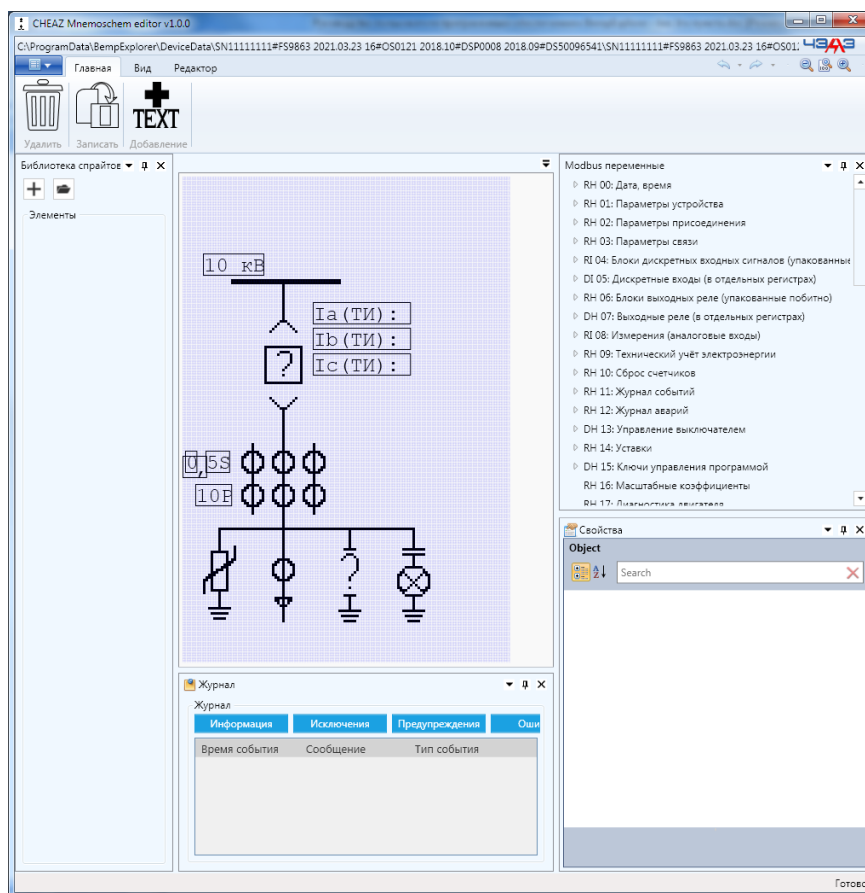 CHEAZ Mnemoschem editor v1.0.0
C:\ProgramData\BempExplorer\DeviceData\SN11111111#FS9863 2021.03.23 16#OS0121 2018.10#DSP0008 2018.09#DS50096541\SN11111111#FS9863 2021.03.23 16#OS01
ЧЭАЗ
Главная Вид Редактор
TEXT
Удалить Записать Добавление
Библиотека спрайтов
Элементы
10 кВ
Ia(ТИ):
Ib(ТИ):
?
Ic(ТИ):
0,5S
10P
?
Modbus переменные
RH 00: Дата, время
RH 01: Параметры устройства
RH 02: Параметры присоединения
RH 03: Параметры связи
RI 04: Блоки дискретных входных сигналов (упакованные
DI 05: Дискретные входы (в отдельных регистрах)
RH 06: Блоки выходных реле (упакованные побитно)
DH 07: Выходные реле (в отдельных регистрах)
RI 08: Измерения (аналоговые входы)
RH 09: Технический учёт электроэнергии
RH 10: Сброс счетчиков
RH 11: Журнал событий
RH 12: Журнал аварий
DH 13: Управление выключателем
RH 14: Уставки
DH 15: Ключи управления программой
RH 16: Масштабные коэффициенты
RH 17: Диагностика двигателя
Свойства
Object
Search
Журнал
Журнал
Информация Исключения Предупреждения Оши
Время события Сообщение Тип события
Готово